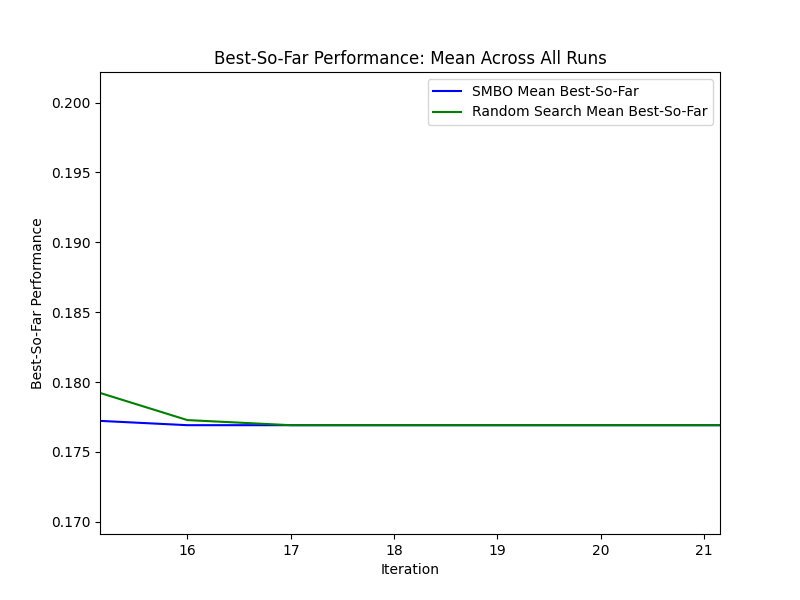 Best-So-Far Performance: Mean Across All Runs
SMBO Mean Best-So-Far
Random Search Mean Best-So-Far
Best-So-Far Performance
0.200
0.195
0.190
0.185
0.180
0.175
0.170
16 17 18 19 20 21
Iteration